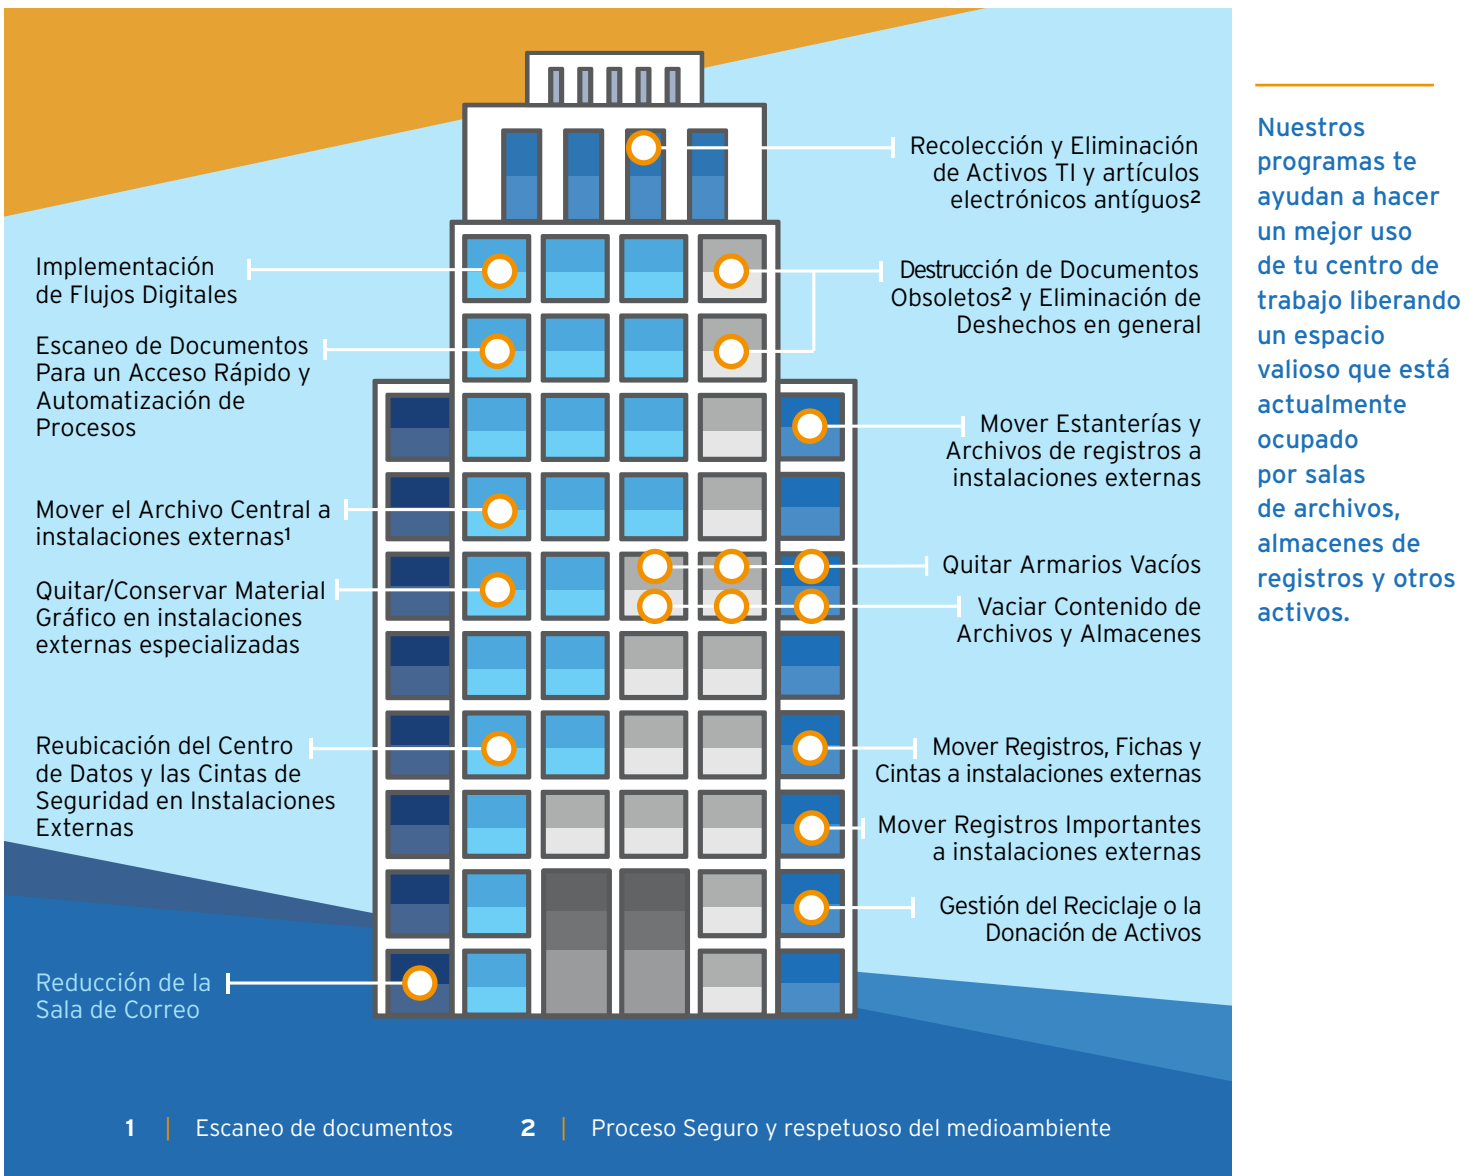 Implementación
de Flujos Digitales
Escaneo de Documentos
Para un Acceso Rápido y
Automatización de
Procesos
Mover el Archivo Central a
instalaciones externas¹
Quitar/Conservar Material
Gráfico en instalaciones
externas especializadas
Reubicación del Centro
de Datos y las Cintas de
Seguridad en Instalaciones
Externas
Reducción de la
Sala de Correo
Recolección y Eliminación
de Activos TI y artículos
electrónicos antíguos²
Destrucción de Documentos
Obsoletos² y Eliminación de
Deshechos en general
Mover Estanterías y
Archivos de registros a
instalaciones externas
Quitar Armarios Vacíos
Vaciar Contenido de
Archivos y Almacenes
Mover Registros, Fichas y
Cintas a instalaciones externas
Mover Registros Importantes
a instalaciones externas
Gestión del Reciclaje o la
Donación de Activos
1 | Escaneo de documentos
2 | Proceso Seguro y respetuoso del medioambiente
Nuestros
programas te
ayudan a hacer
un mejor uso
de tu centro de
trabajo liberando
un espacio
valioso que está
actualmente
ocupado
por salas
de archivos,
almacenes de
registros y otros
activos.